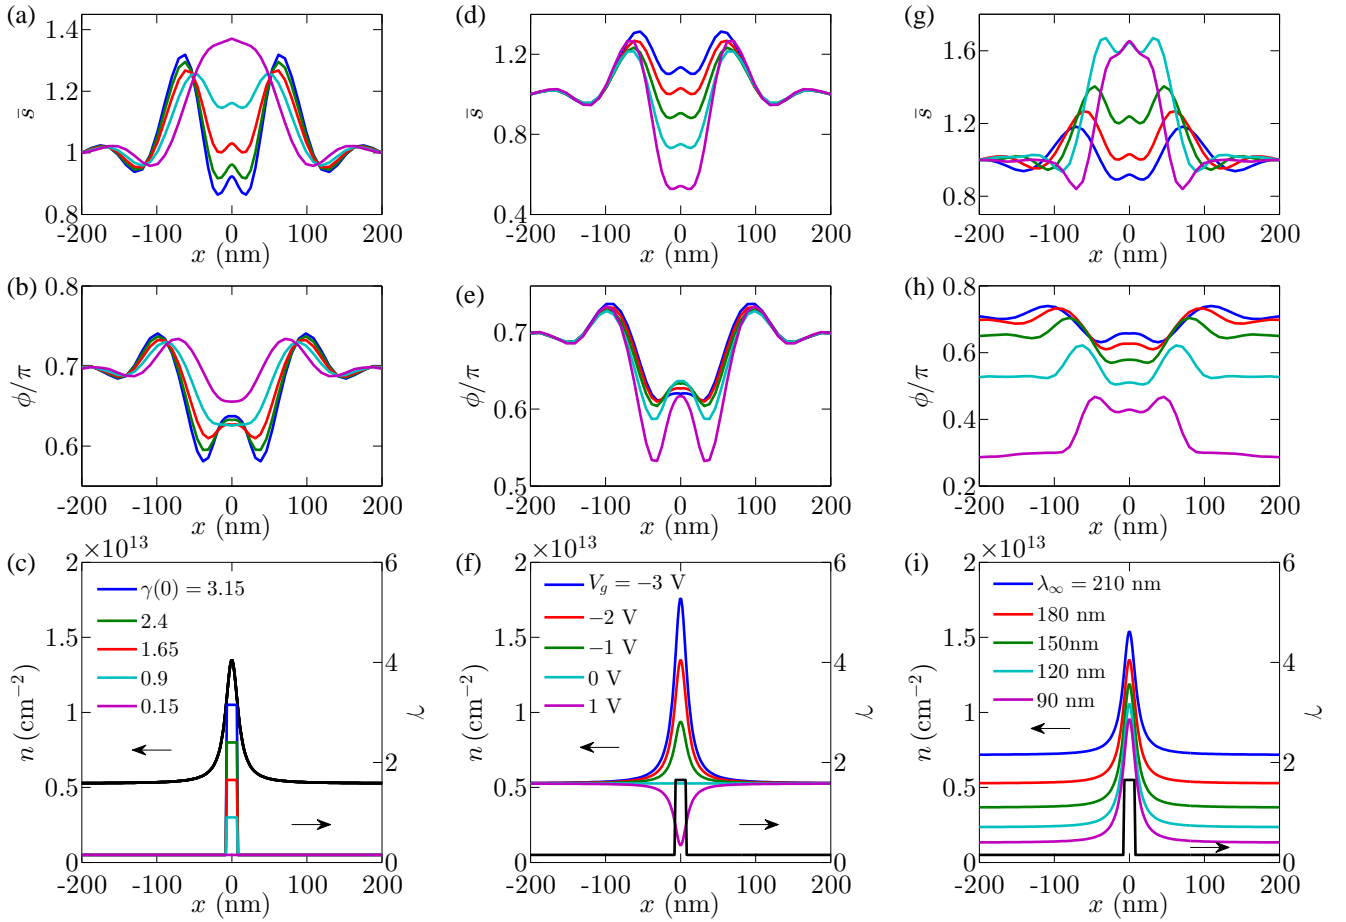 (a)
1.4
1.2
1
0.8
s̄
-200 -100 0 100 200
x (nm)
(d)
1.2
0.8
0.4
s̄
-200 -100 0 100 200
x (nm)
(g)
1.6
1.2
0.8
s̄
-200 -100 0 100 200
x (nm)
(b)
0.8
0.7
0.6
ϕ/π
-200 -100 0 100 200
x (nm)
(e)
0.7
0.6
0.5
ϕ/π
-200 -100 0 100 200
x (nm)
(h)
0.8
0.6
0.4
0.2
ϕ/π
-200 -100 0 100 200
x (nm)
(c)
×10¹³
2
1.5
1
0.5
0
n (cm⁻²)
γ(0) = 3.15
2.4
1.65
0.9
0.15
6
4
2
0
γ
-200 -100 0 100 200
x (nm)
(f)
×10¹³
2
1.5
1
0.5
0
n (cm⁻²)
V_g = −3 V
−2 V
−1 V
0 V
1 V
6
4
2
0
γ
-200 -100 0 100 200
x (nm)
(i)
×10¹³
2
1.5
1
0.5
0
n (cm⁻²)
λ_∞ = 210 nm
180 nm
150nm
120 nm
90 nm
6
4
2
0
γ
-200 -100 0 100 200
x (nm)